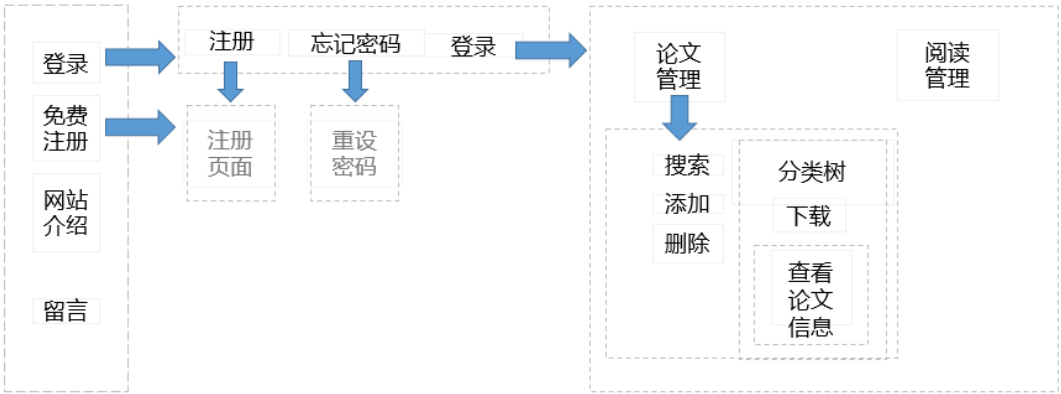 登录
免费
注册
网站
介绍
留言
注册
忘记密码
登录
注册
页面
重设
密码
论文
管理
阅读
管理
搜索
添加
删除
分类树
下载
查看
论文
信息